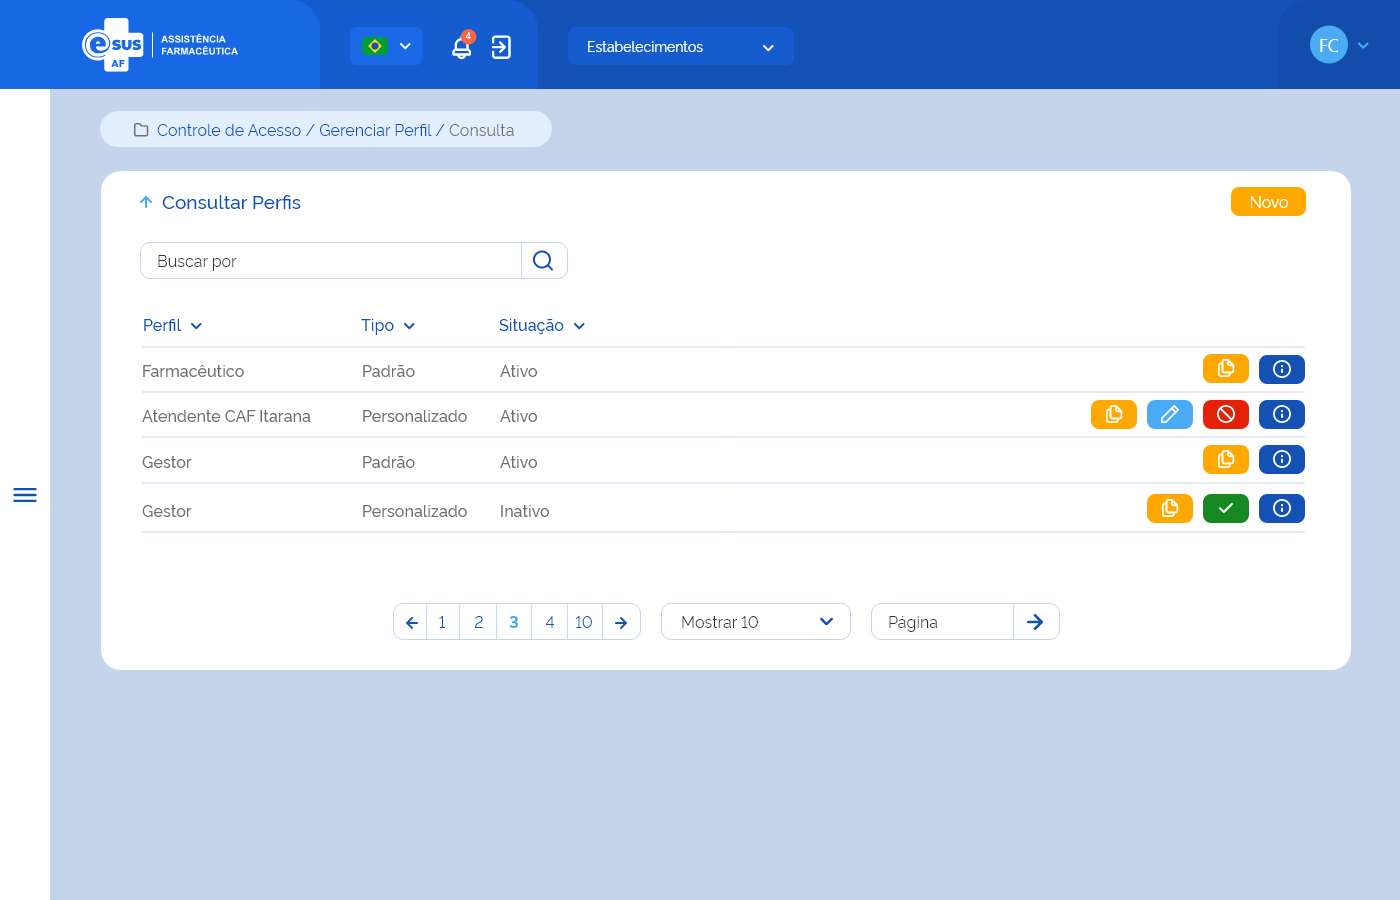 e sus
AF
ASSISTÊNCIA
FARMACÊUTICA
4
Estabelecimentos
FC
Controle de Acesso / Gerenciar Perfil / Consulta
Consultar Perfis
Novo
Buscar por
Perfil Tipo Situação
Farmacêutico Padrão Ativo
Atendente CAF Itarana Personalizado Ativo
Gestor Padrão Ativo
Gestor Personalizado Inativo
1 2 3 4 10 Mostrar 10 Página